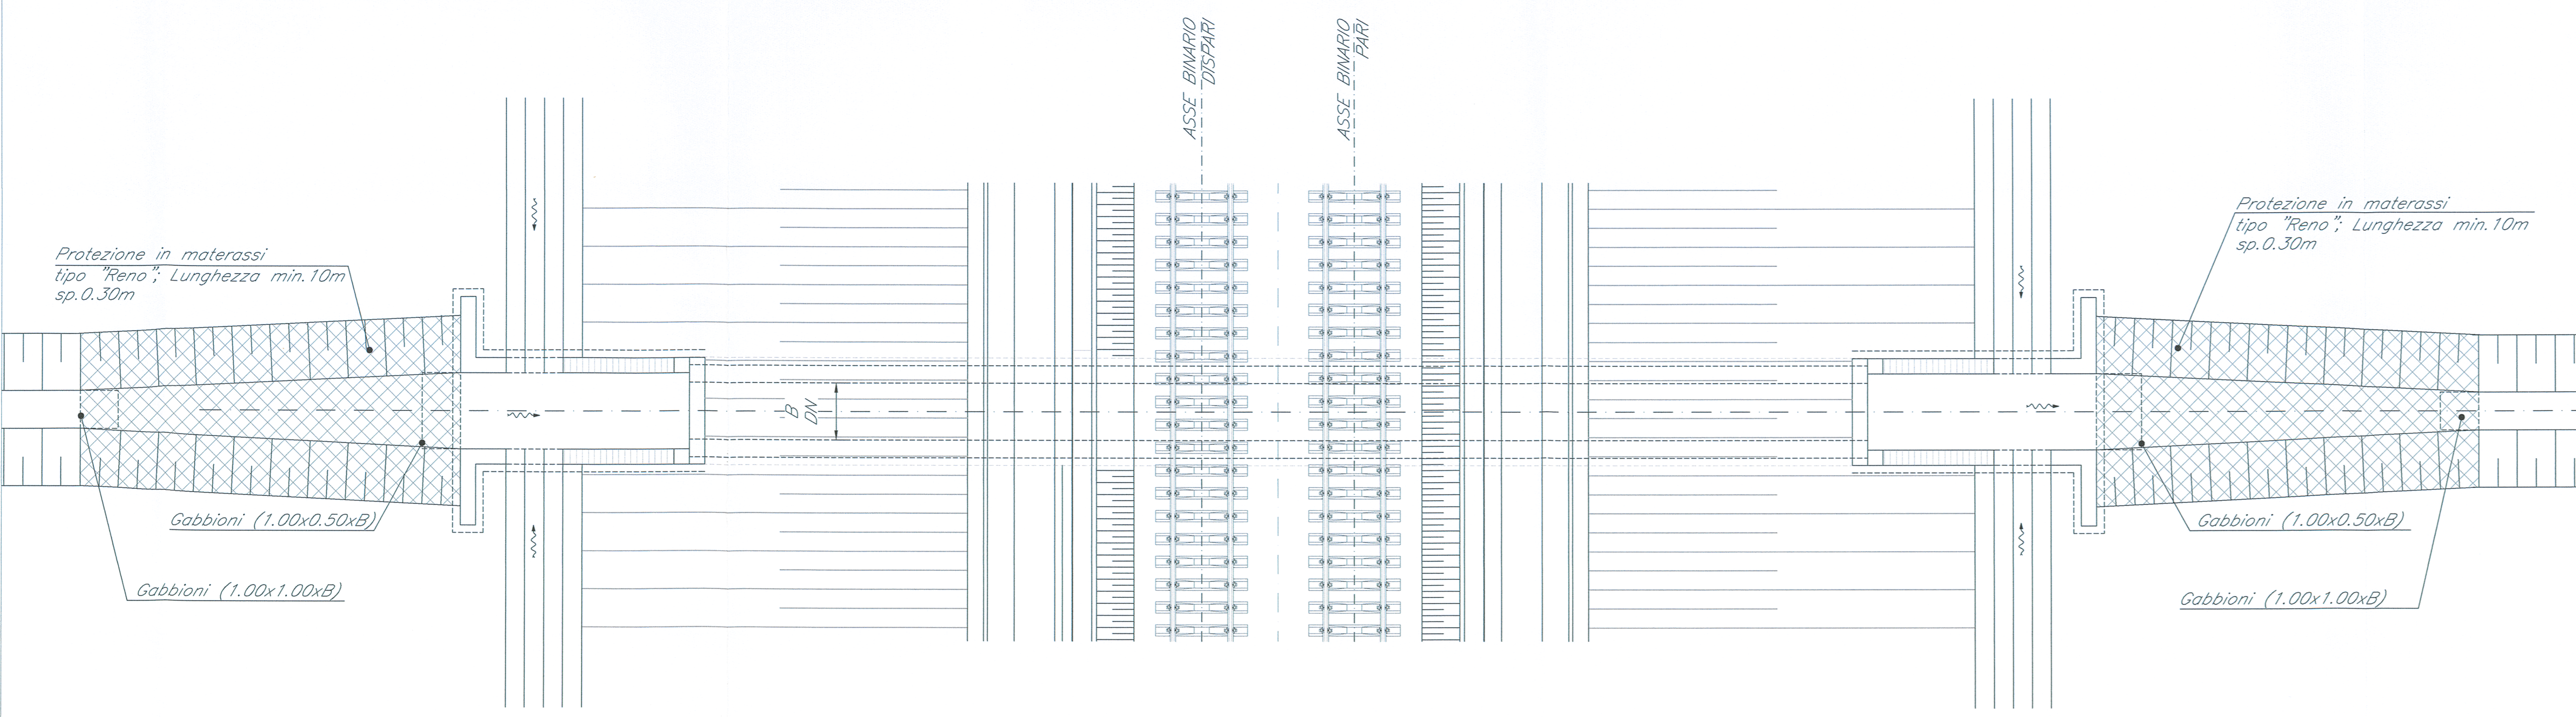 ASSE BINARIO
DISPARI
ASSE BINARIO
PARI
Protezione in materassi
tipo "Reno"; Lunghezza min.10m
sp.0.30m
Protezione in materassi
tipo "Reno"; Lunghezza min.10m
sp.0.30m
B
DN
Gabbioni (1.00x0.50xB)
Gabbioni (1.00x1.00xB)
Gabbioni (1.00x0.50xB)
Gabbioni (1.00x1.00xB)